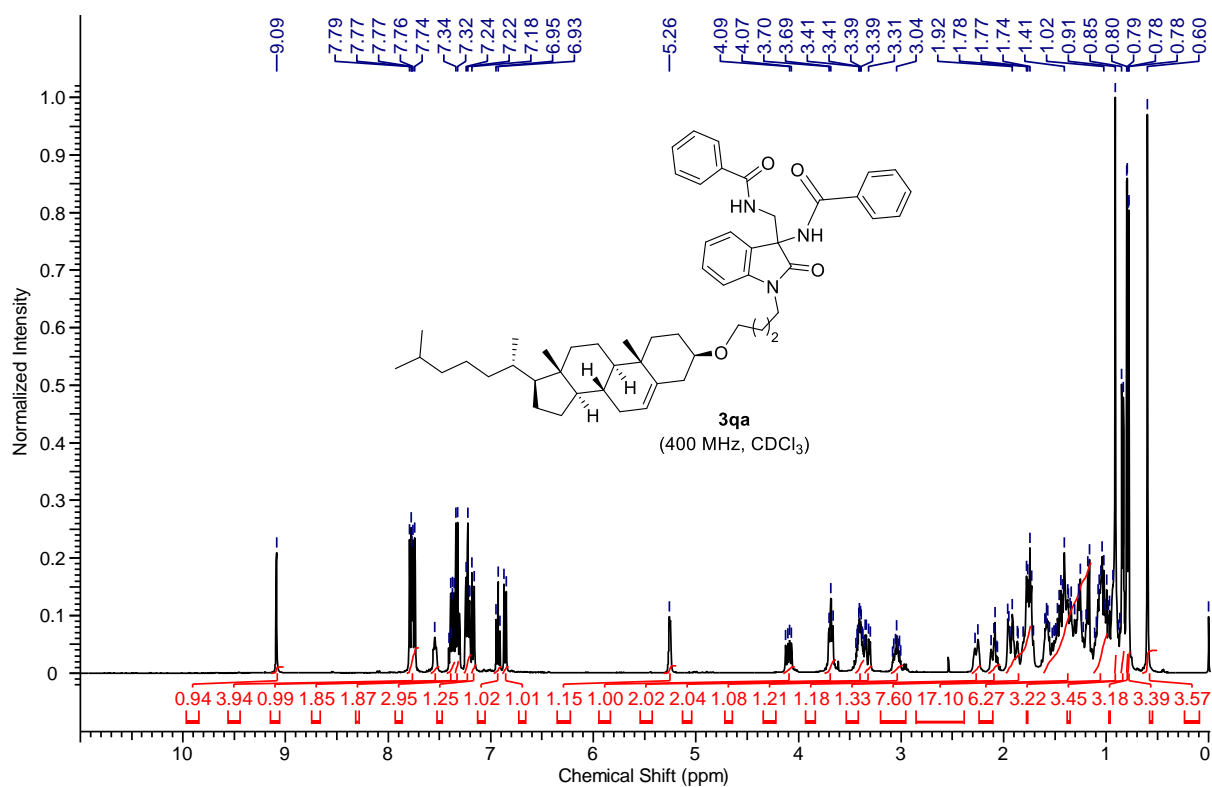 9.09 7.79 7.77 7.77 7.76 7.74 7.34 7.32 7.24 7.22 7.18 6.95 6.93 5.26 4.09 4.07 3.70 3.69 3.41 3.41 3.39 3.39 3.31 3.04 1.92 1.78 1.77 1.74 1.41 1.02 0.91 0.85 0.80 0.79 0.78 0.78 0.60
1.0
0.9
0.8
0.7
0.6
0.5
0.4
0.3
0.2
0.1
0
Normalized Intensity
O
O
HN
NH
O
N
2
O
H
H
H
3qa
(400 MHz, CDCl₃)
0.94 3.94 0.99 1.85 1.87 2.95 1.25 1.02 1.01 1.15 1.00 2.02 2.04 1.08 1.21 1.18 1.33 7.60 17.10 6.27 3.22 3.45 3.18 3.39 3.57
10 9 8 7 6 5 4 3 2 1 0
Chemical Shift (ppm)